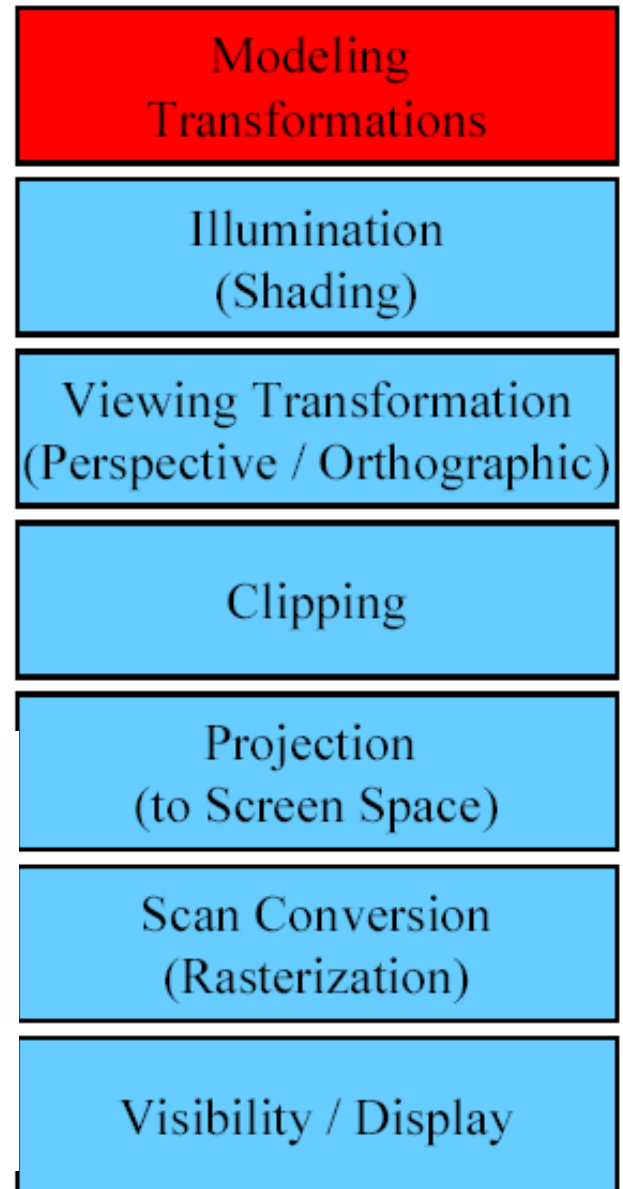 Modeling
Transformations
Illumination
(Shading)
Viewing Transformation
(Perspective / Orthographic)
Clipping
Projection
(to Screen Space)
Scan Conversion
(Rasterization)
Visibility / Display